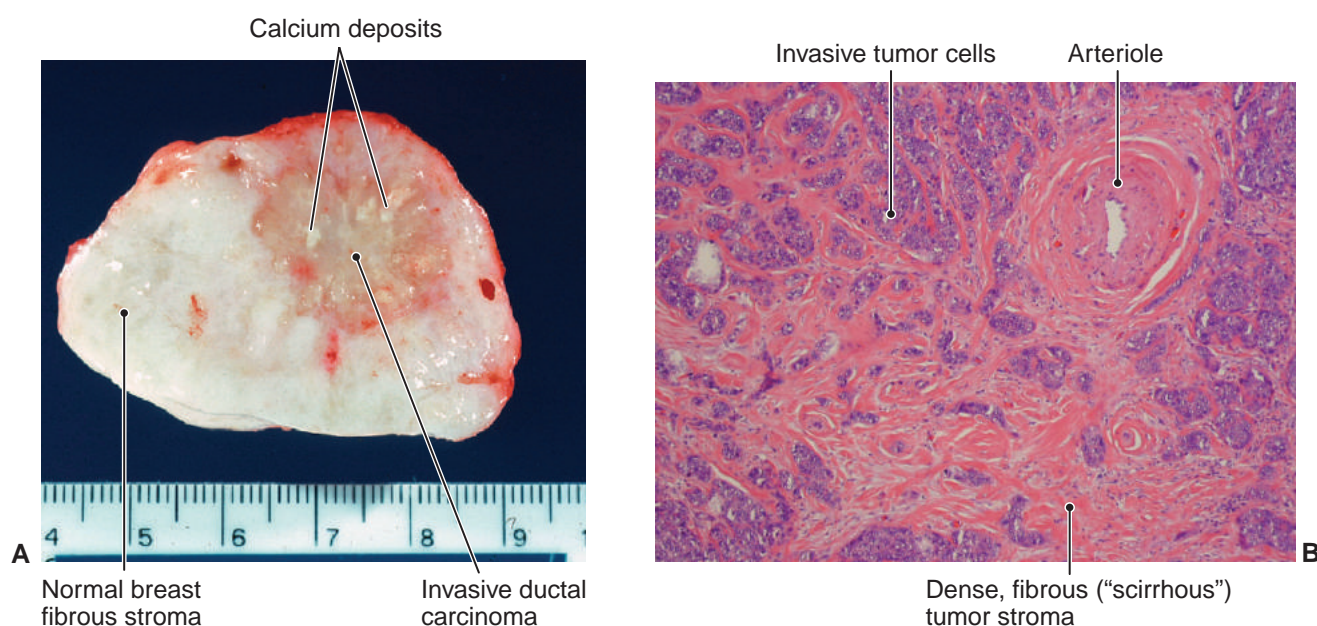 Calcium deposits
Invasive tumor cells
Arteriole
4 5 6 7 8 9
A
B
Normal breast
fibrous stroma
Invasive ductal
carcinoma
Dense, fibrous (“scirrhous”)
tumor stroma